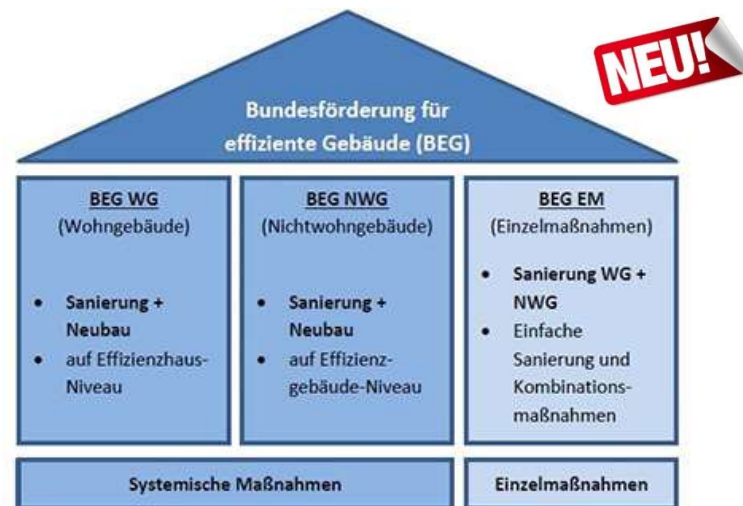 NEU!
Bundesförderung für
effiziente Gebäude (BEG)
BEG WG
(Wohngebäude)
• Sanierung +
Neubau
• auf Effizienzhaus-
Niveau
BEG NWG
(Nichtwohngebäude)
• Sanierung +
Neubau
• auf Effizienz-
gebäude-Niveau
BEG EM
(Einzelmaßnahmen)
• Sanierung WG +
NWG
• Einfache
Sanierung und
Kombinations-
maßnahmen
Systemische Maßnahmen
Einzelmaßnahmen